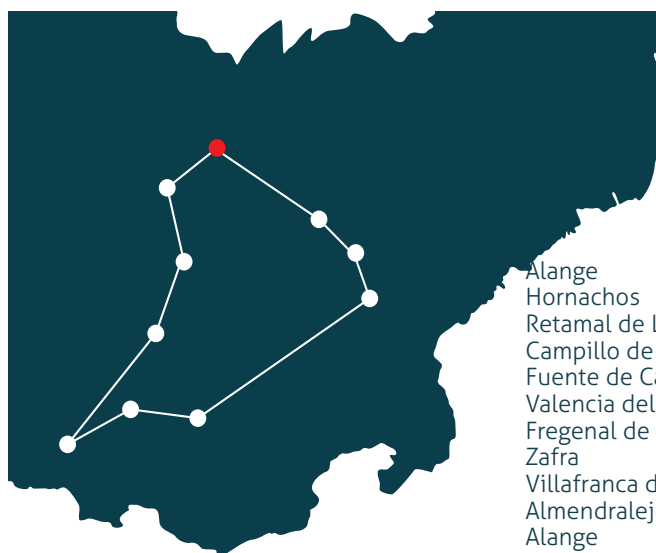 Alange
Hornachos
Retamal de L
Campillo de
Fuente de Ca
Valencia del
Fregenal de
Zafra
Villafranca d
Almendralej
Alange